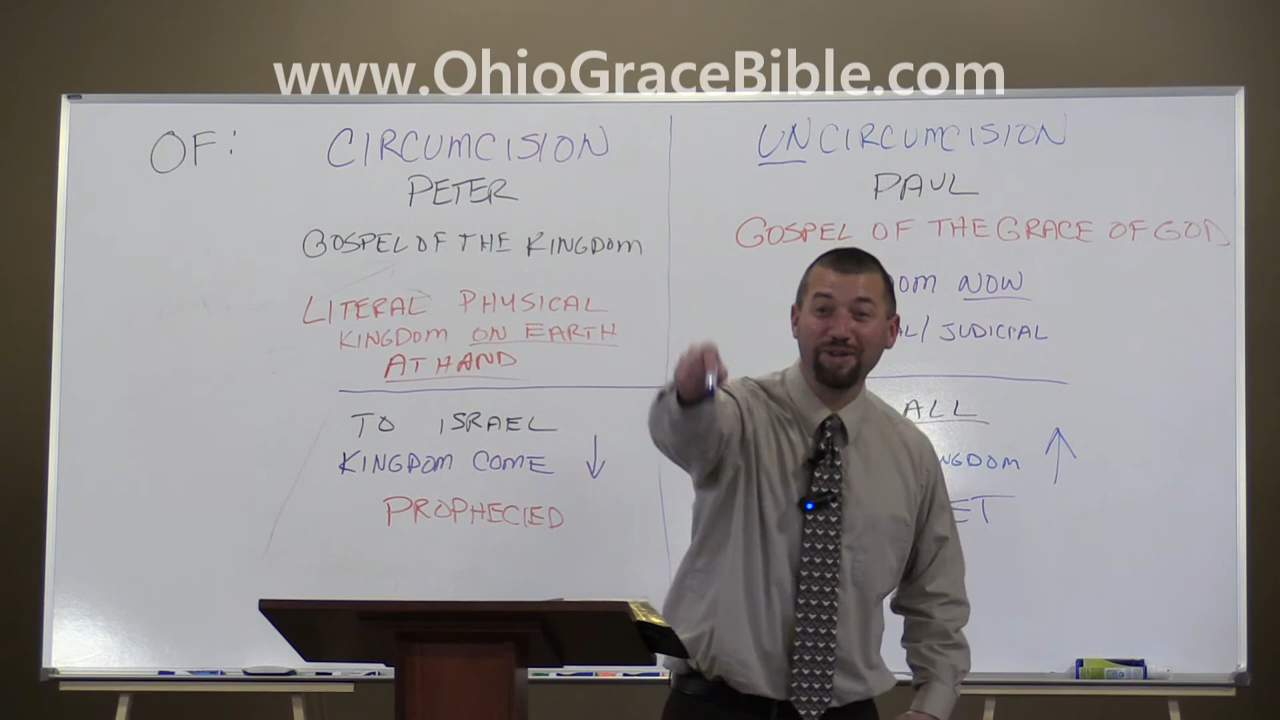 www.OhioGraceBible.com
OF:
CIRCUMCISION
PETER
GOSPEL OF THE KINGDOM
LITERAL PHYSICAL
KINGDOM ON EARTH
AT HAND
TO ISRAEL
KINGDOM COME
PROPHECIED
UNCIRCUMCISION
PAUL
GOSPEL OF THE GRACE OF GOD
NOW
JUDICIAL
ALL